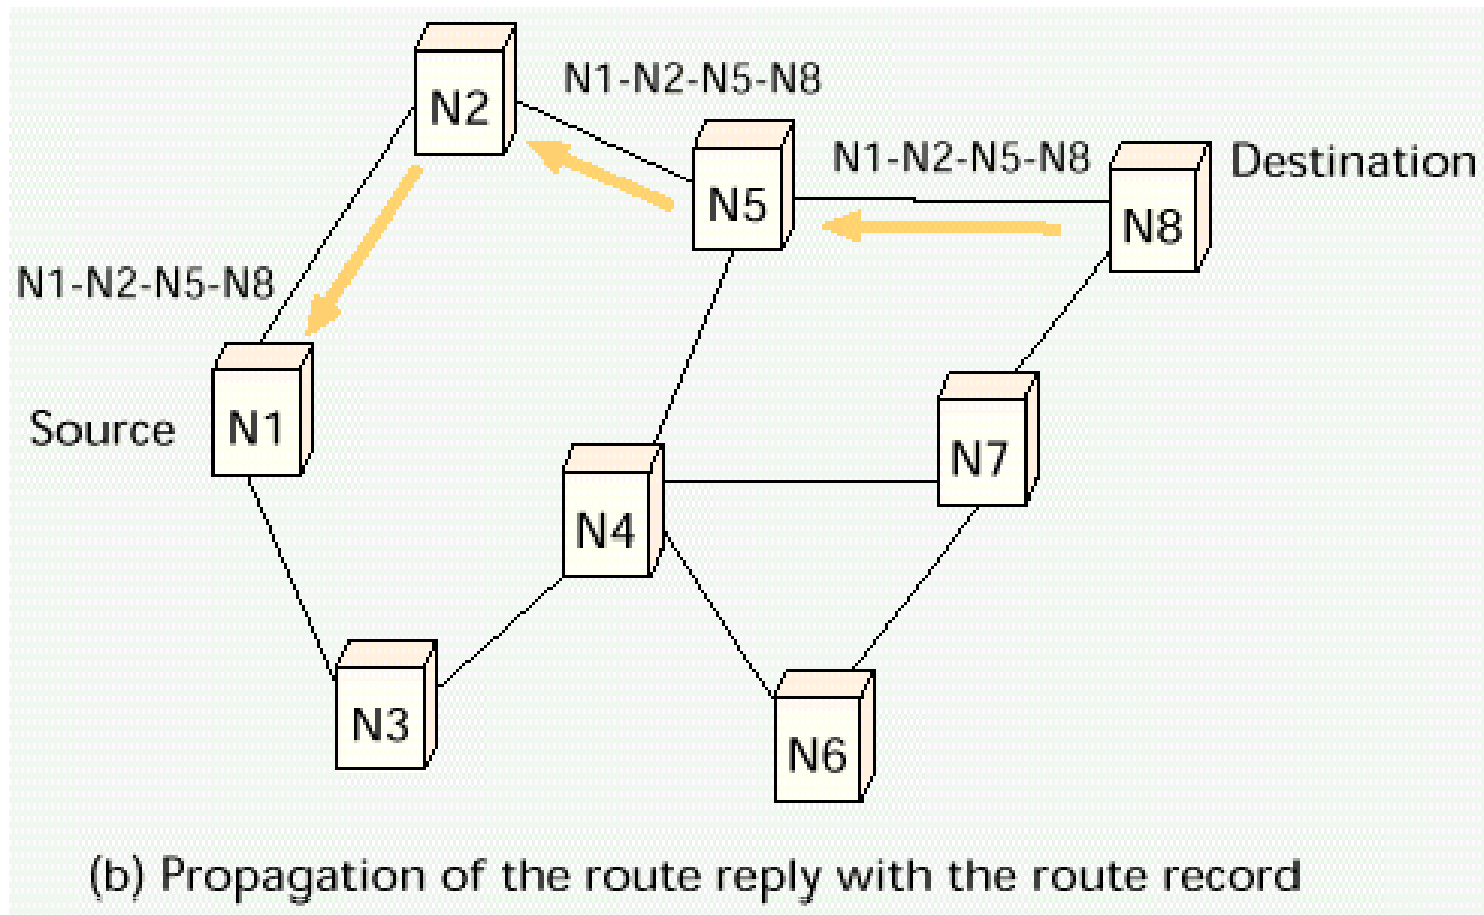 N2
N1-N2-N5-N8
N5
N1-N2-N5-N8
Destination
N8
N1-N2-N5-N8
Source
N1
N7
N4
N3
N6
(b) Propagation of the route reply with the route record